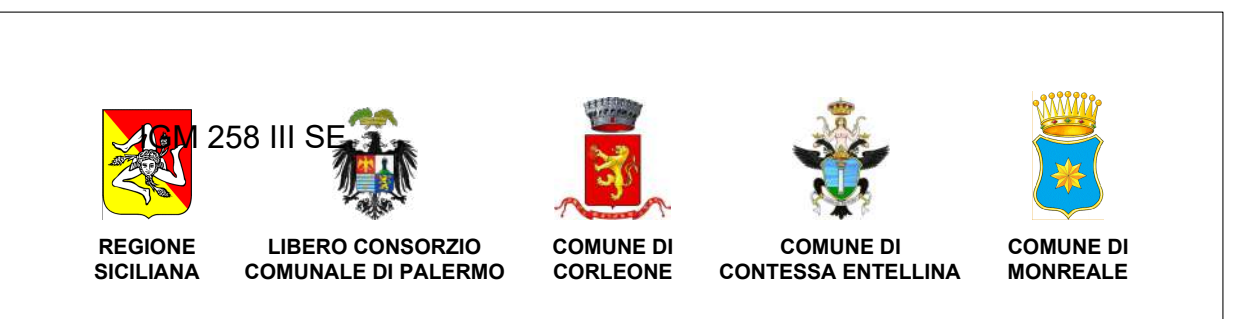 IGM 258 III SE
REGIONE
SICILIANA
LIBERO CONSORZIO
COMUNALE DI PALERMO
COMUNE DI
CORLEONE
COMUNE DI
CONTESSA ENTELLINA
COMUNE DI
MONREALE